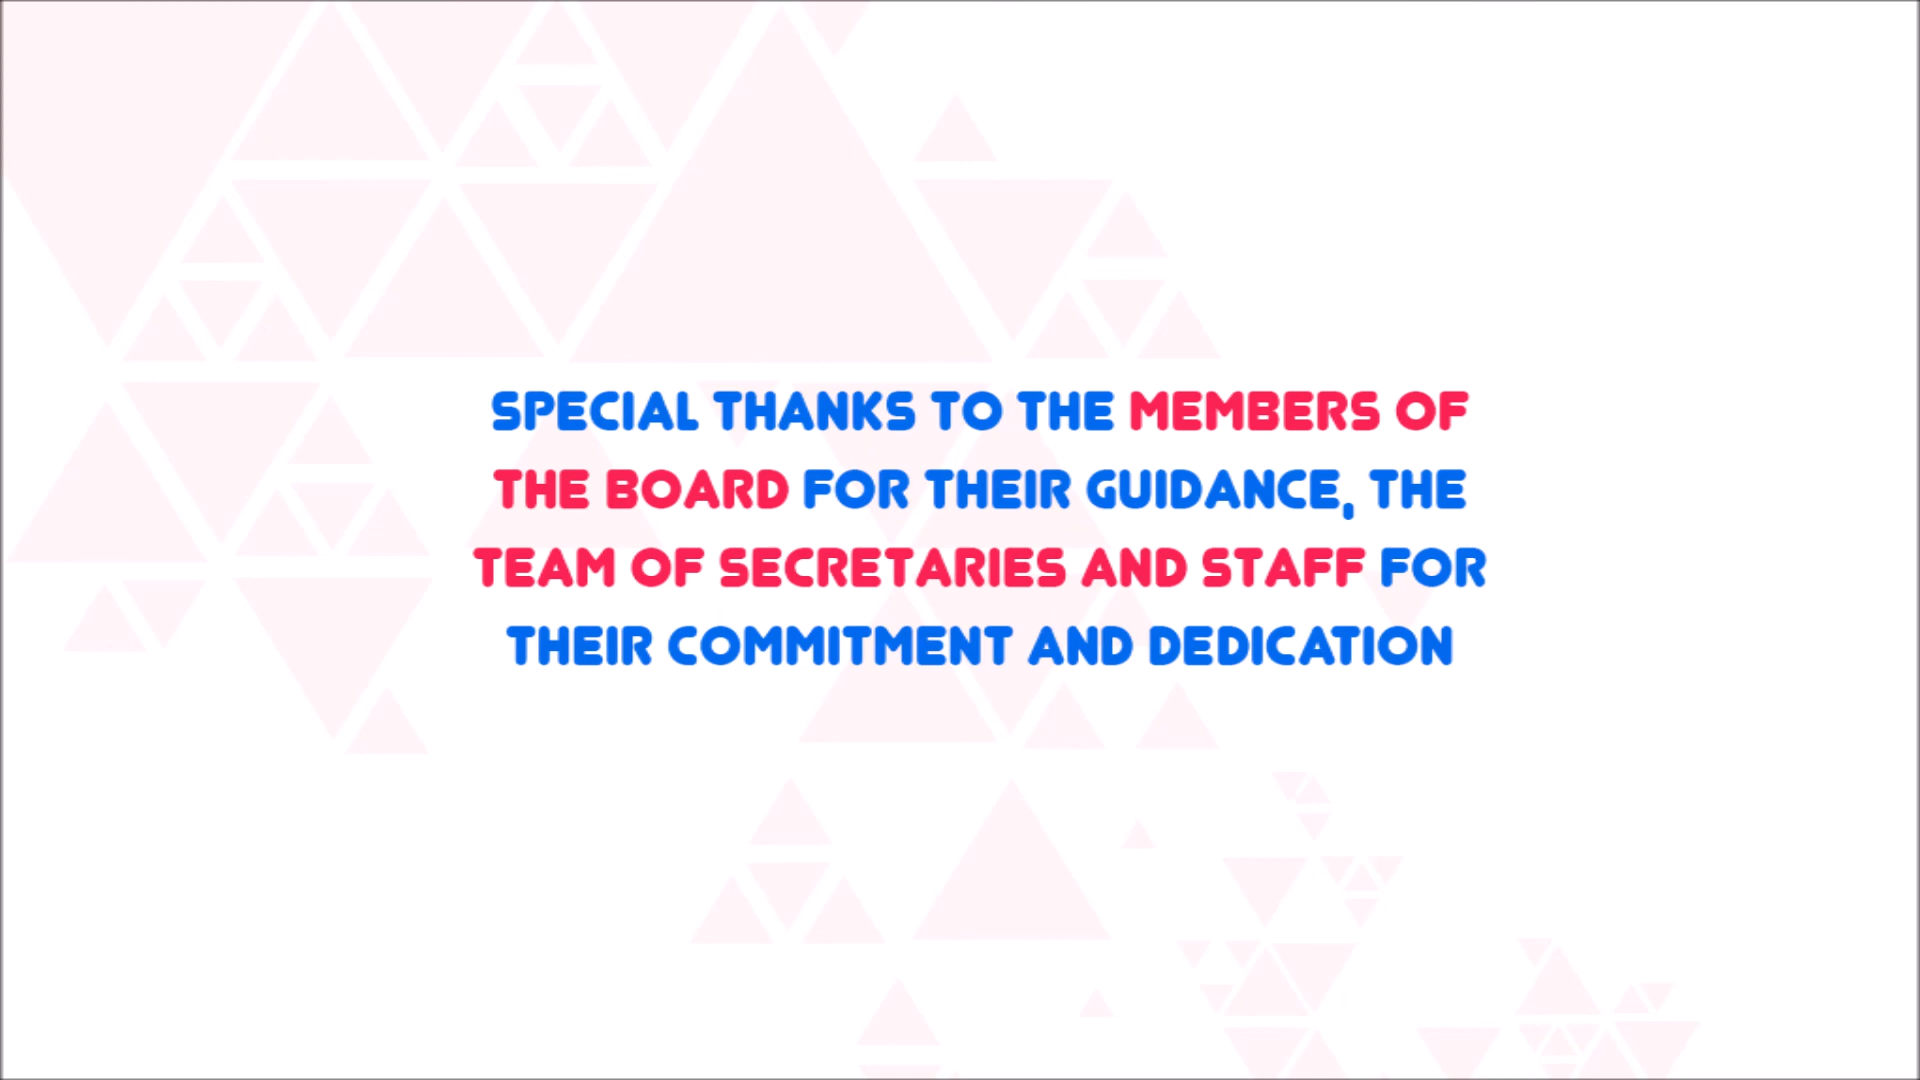 SPECIAL THANKS TO THE MEMBERS OF
THE BOARD FOR THEIR GUIDANCE, THE
TEAM OF SECRETARIES AND STAFF FOR
THEIR COMMITMENT AND DEDICATION